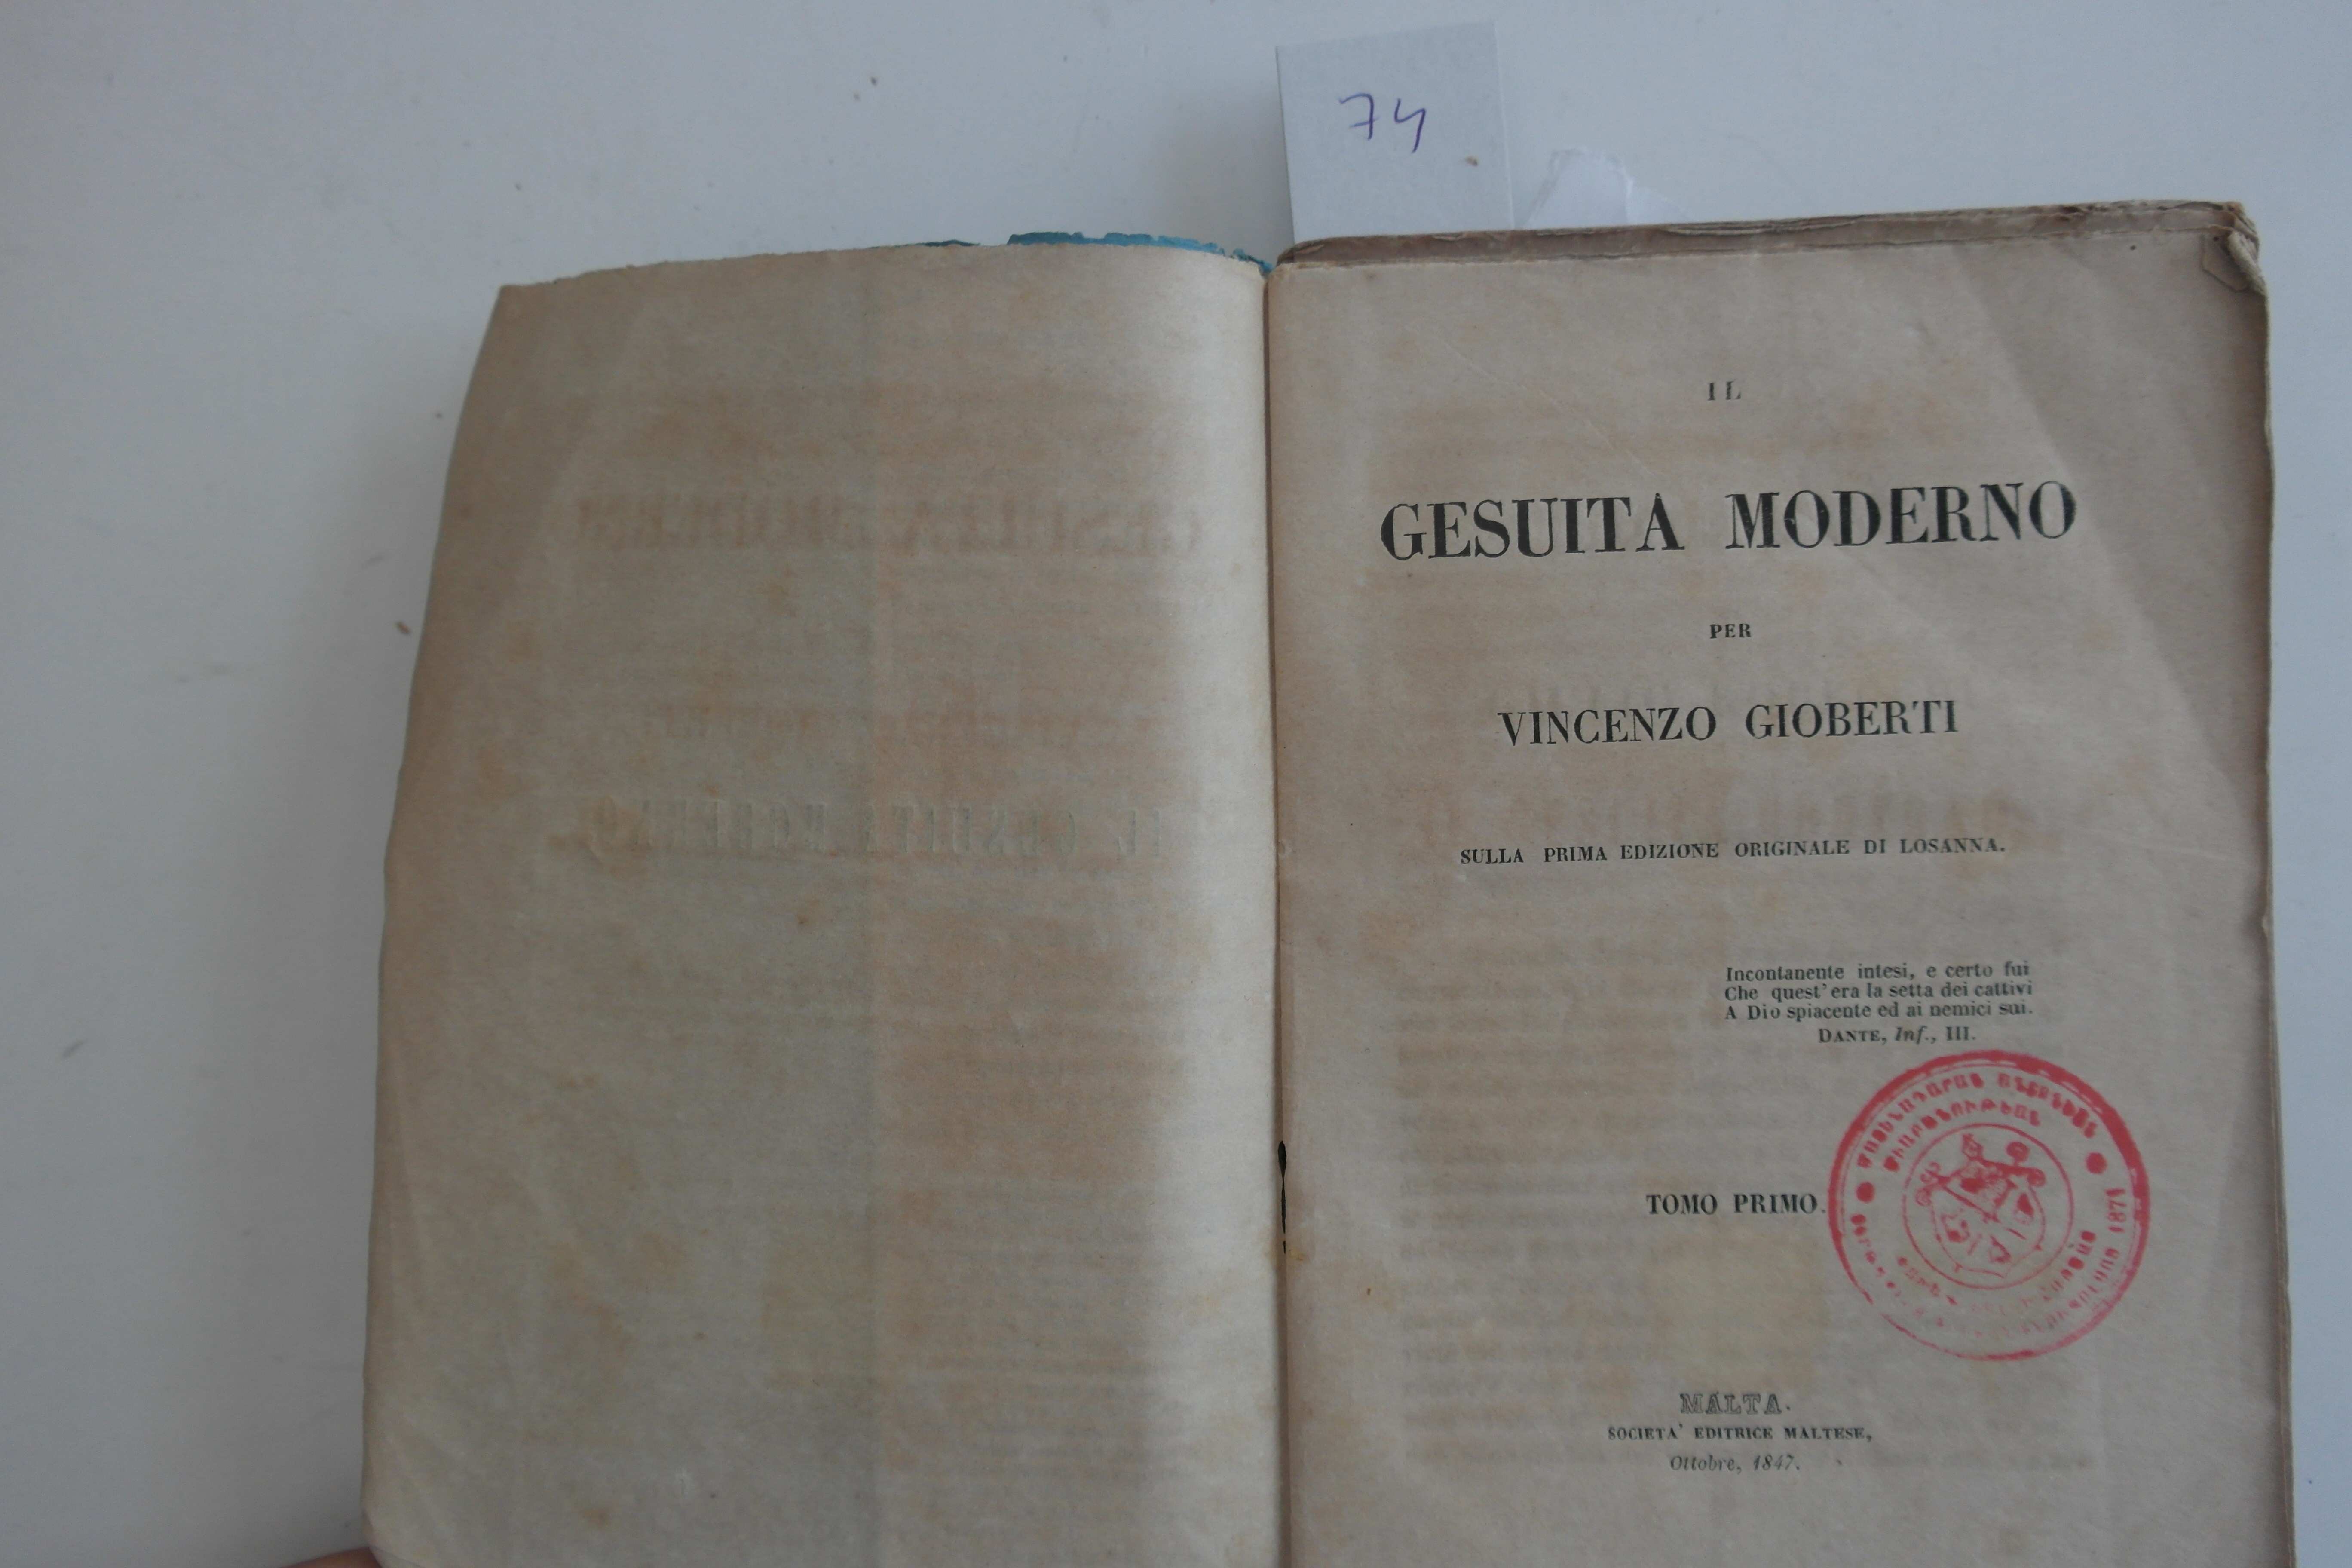 74
IL
GESUITA MODERNO
PER
VINCENZO GIOBERTI
SULLA PRIMA EDIZIONE ORIGINALE DI LOSANNA.
Incontanente intesi, e certo fui
Che quest'era la setta dei cattivi
A Dio spiacente ed ai nemici sui.
DANTE, Inf., III.
ՄԱՏԵՆԱԴԱՐԱՆ
1874
TOMO PRIMO.
MALTA.
SOCIETA' EDITRICE MALTESE,
Ottobre, 1847.